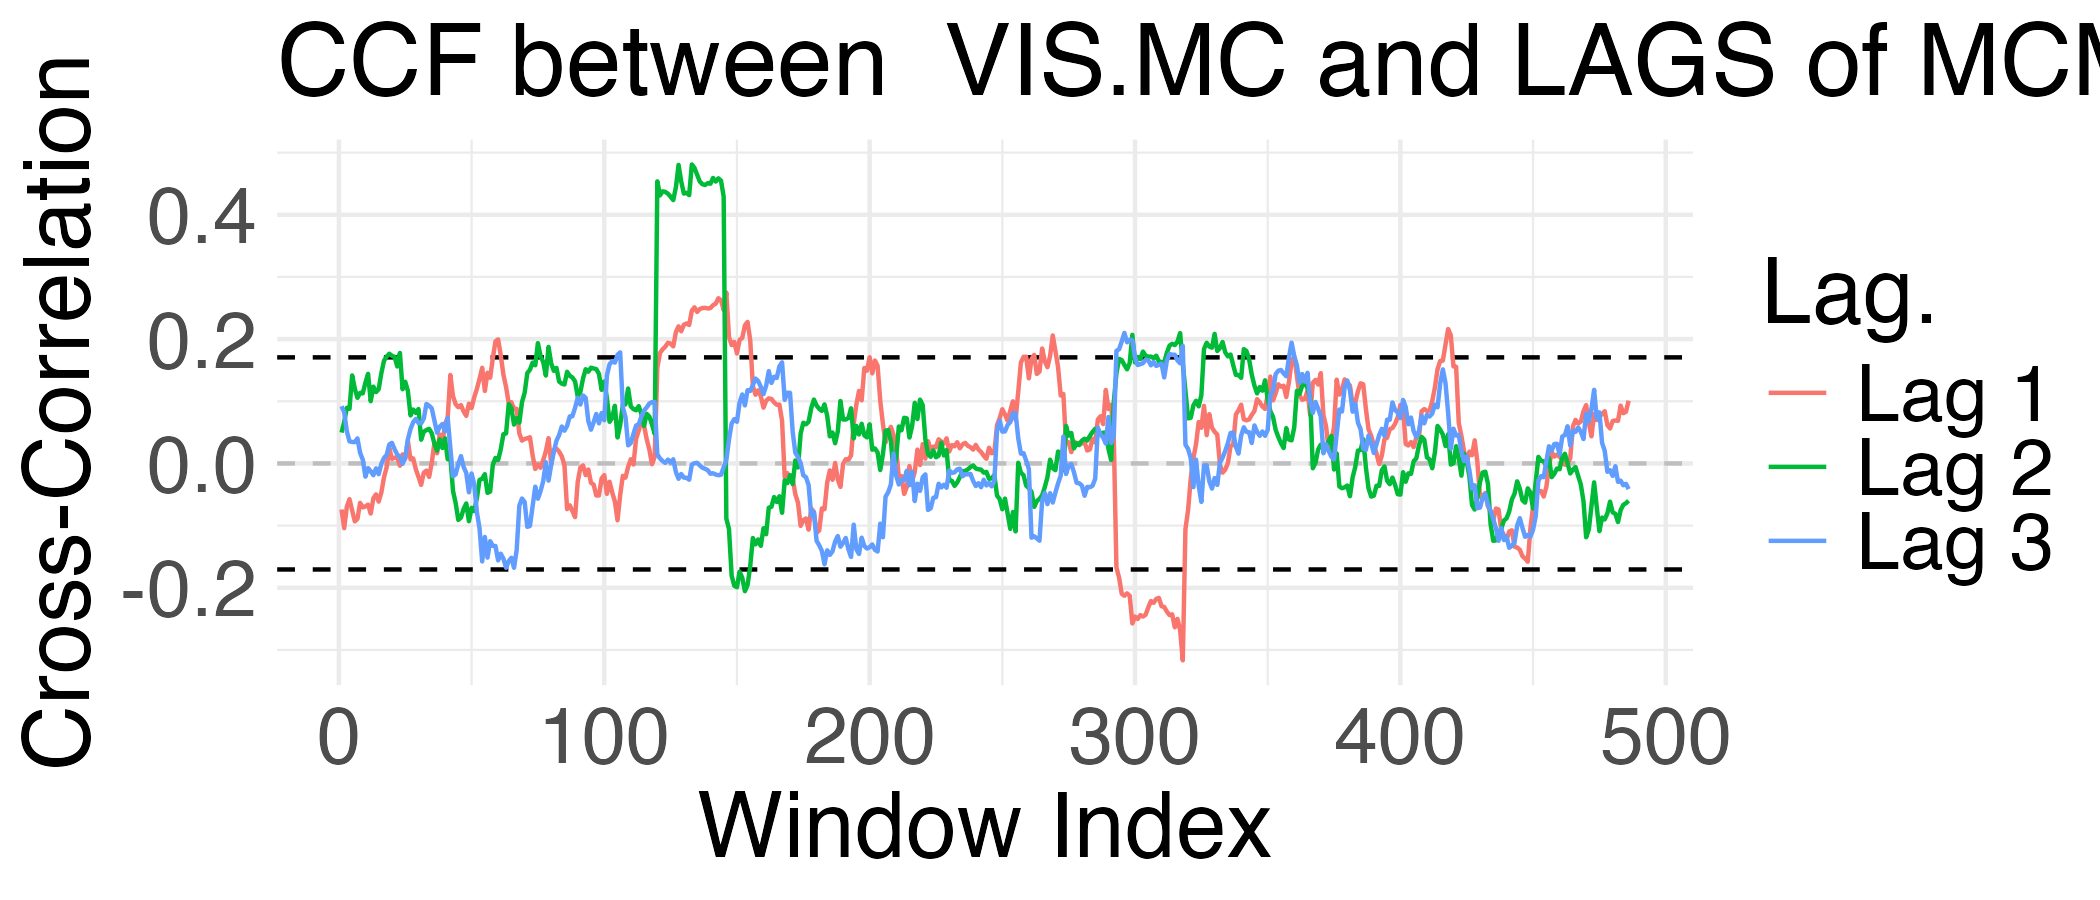 CCF between VIS.MC and LAGS of MCM
Cross-Correlation
0.4
0.2
0.0
-0.2
0
100
200
300
400
500
Window Index
Lag.
Lag 1
Lag 2
Lag 3